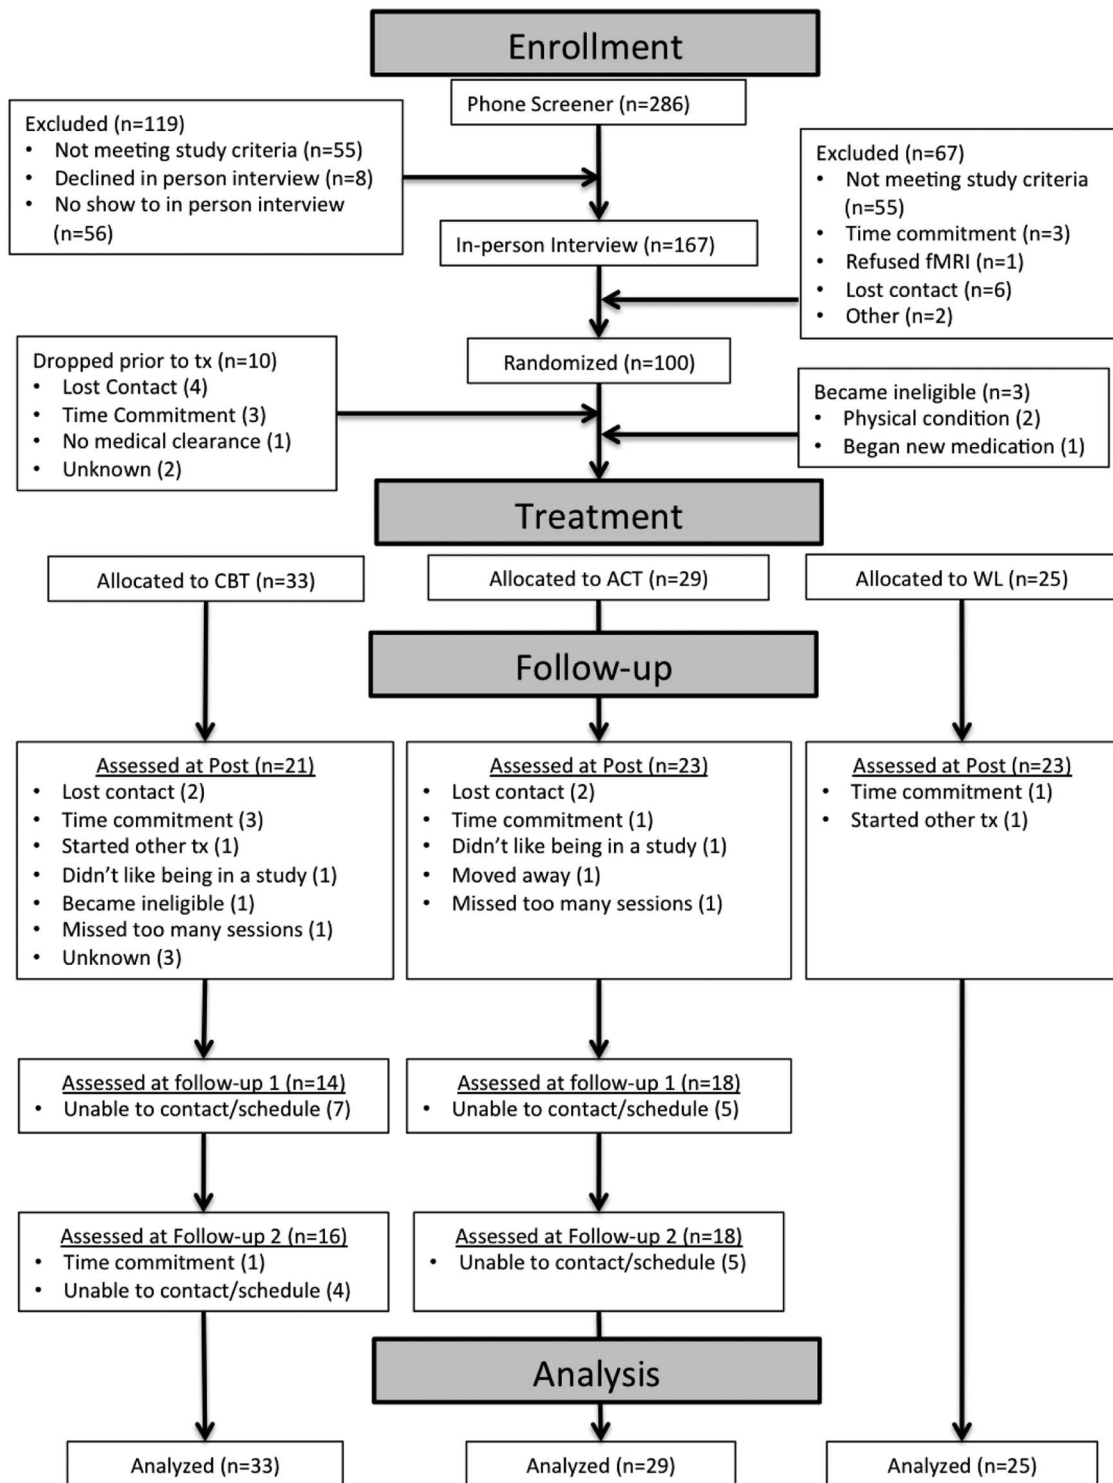 Enrollment
Phone Screener (n=286)
Excluded (n=119)
• Not meeting study criteria (n=55)
• Declined in person interview (n=8)
• No show to in person interview
(n=56)
Excluded (n=67)
• Not meeting study criteria
(n=55)
• Time commitment (n=3)
• Refused fMRI (n=1)
• Lost contact (n=6)
• Other (n=2)
In-person Interview (n=167)
Randomized (n=100)
Dropped prior to tx (n=10)
• Lost Contact (4)
• Time Commitment (3)
• No medical clearance (1)
• Unknown (2)
Became ineligible (n=3)
• Physical condition (2)
• Began new medication (1)
Treatment
Allocated to CBT (n=33)
Allocated to ACT (n=29)
Allocated to WL (n=25)
Follow-up
Assessed at Post (n=21)
• Lost contact (2)
• Time commitment (3)
• Started other tx (1)
• Didn't like being in a study (1)
• Became ineligible (1)
• Missed too many sessions (1)
• Unknown (3)
Assessed at Post (n=23)
• Lost contact (2)
• Time commitment (1)
• Didn't like being in a study (1)
• Moved away (1)
• Missed too many sessions (1)
Assessed at Post (n=23)
• Time commitment (1)
• Started other tx (1)
Assessed at follow-up 1 (n=14)
• Unable to contact/schedule (7)
Assessed at follow-up 1 (n=18)
• Unable to contact/schedule (5)
Assessed at Follow-up 2 (n=16)
• Time commitment (1)
• Unable to contact/schedule (4)
Assessed at Follow-up 2 (n=18)
• Unable to contact/schedule (5)
Analysis
Analyzed (n=33)
Analyzed (n=29)
Analyzed (n=25)